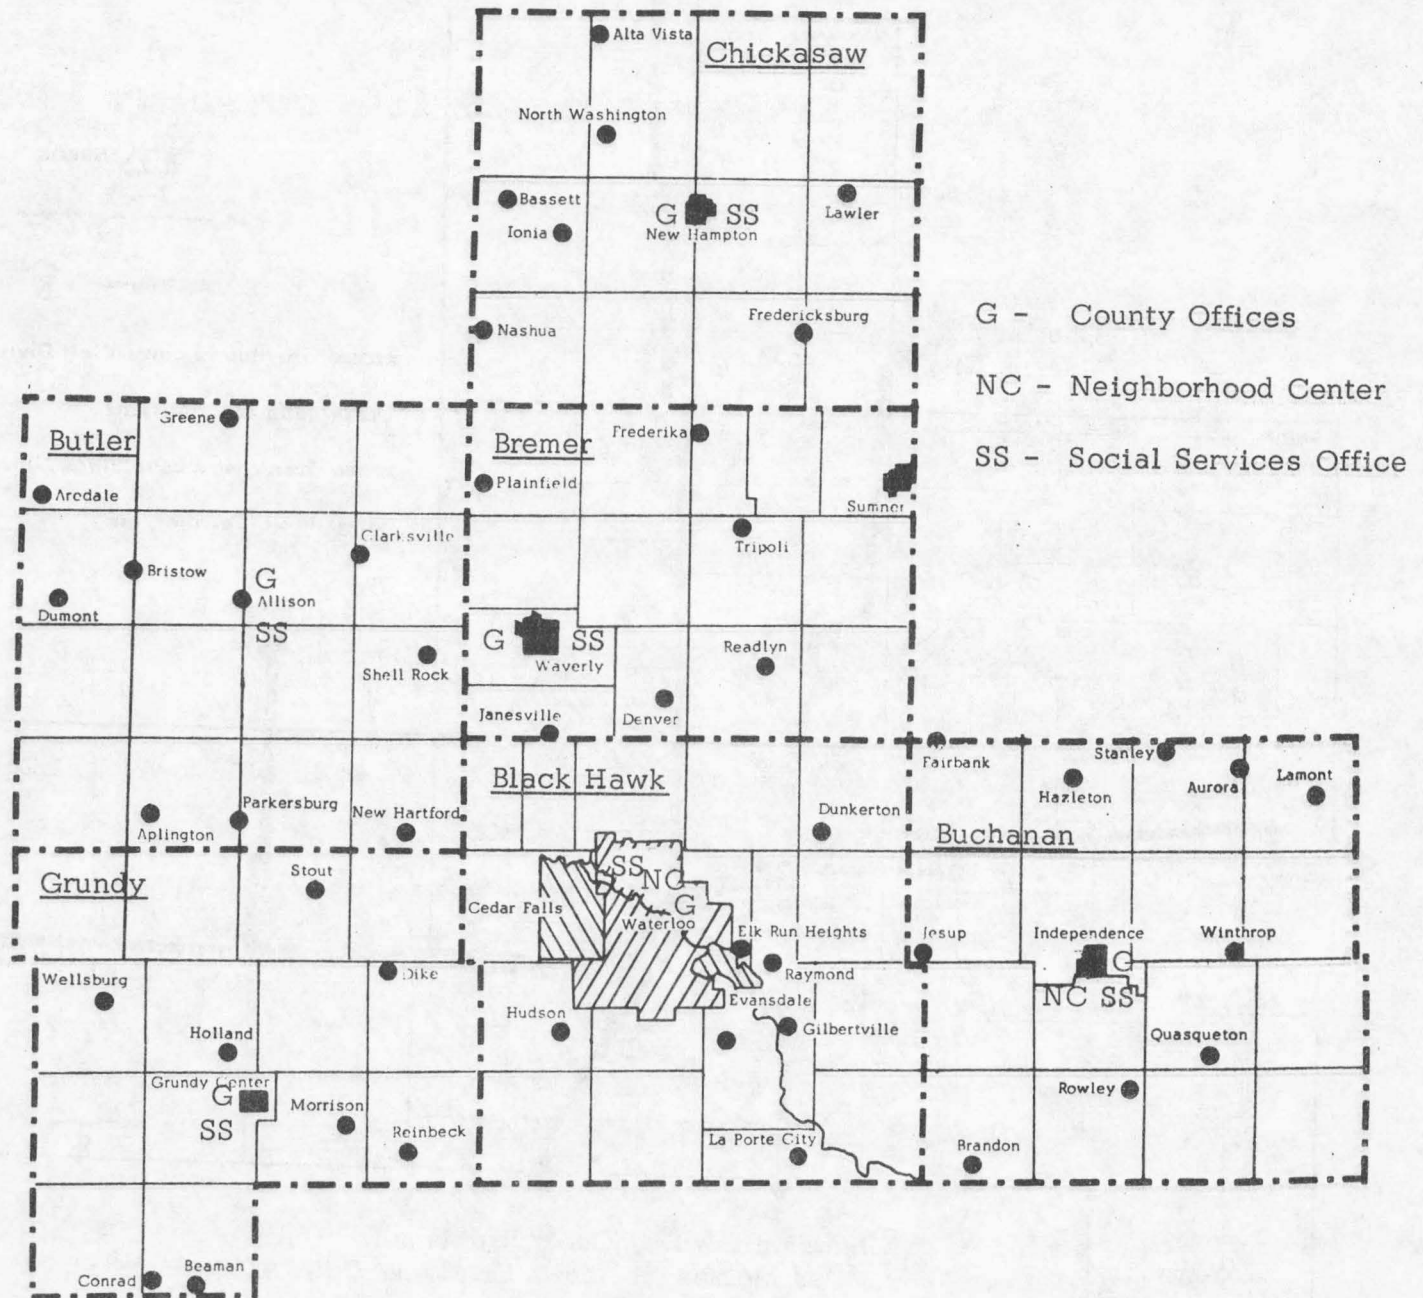 Alta Vista
Chickasaw
North Washington
Bassett
G SS
Lawler
Ionia
New Hampton
Nashua
Fredericksburg
G - County Offices
NC - Neighborhood Center
SS - Social Services Office
Greene
Butler
Bremer
Frederika
Aredale
Plainfield
Sumner
Clarksville
Tripoli
Bristow
G
Allison
SS
Dumont
G SS
Waverly
Shell Rock
Readlyn
Janesville
Denver
Black Hawk
Fairbank
Stanley
Hazleton
Aurora
Lamont
Aplington
Parkersburg
New Hartford
Dunkerton
Buchanan
Grundy
Stout
SS
NC
G
Cedar Falls
Waterloo
Elk Run Heights
Jesup
Independence
Winthrop
G
NC SS
Wellsburg
Dike
Raymond
Evansdale
Hudson
Gilbertville
Holland
Quasqueton
Grundy Center
G
SS
Morrison
Rowley
Reinbeck
La Porte City
Brandon
Conrad
Beaman